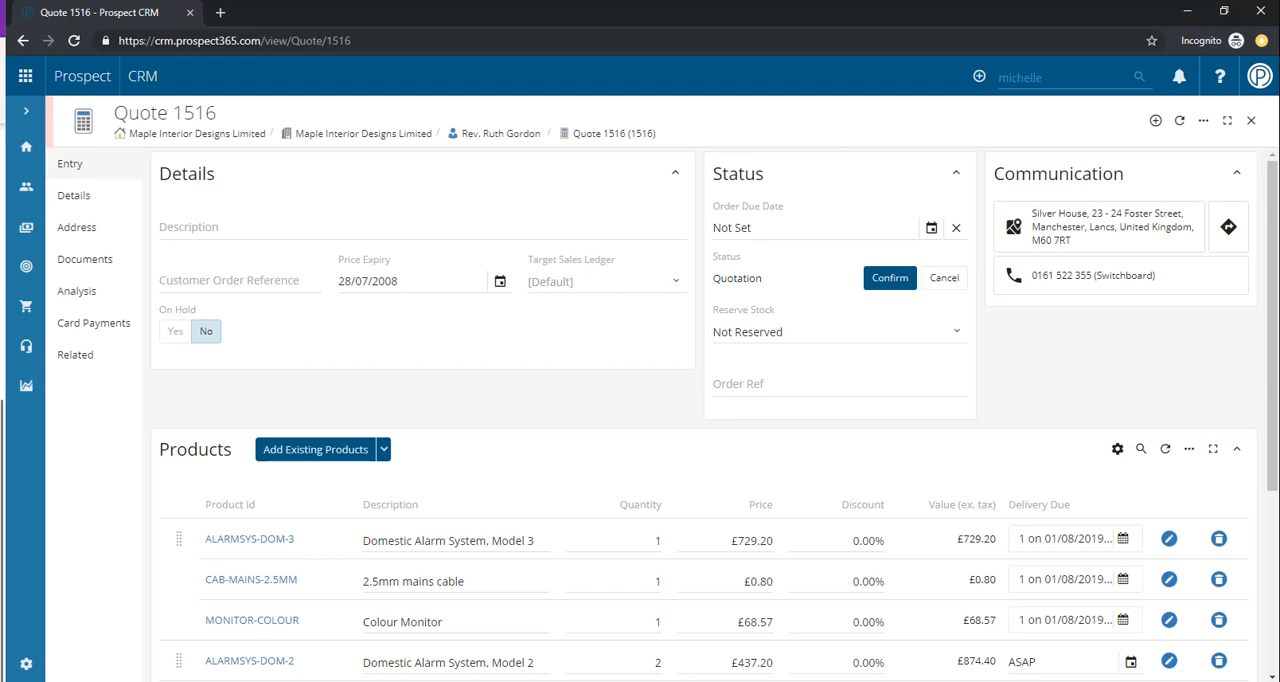 Quote 1516 - Prospect CRM
https://crm.prospect365.com/view/Quote/1516
Incognito
Prospect
CRM
michelle
Quote 1516
Maple Interior Designs Limited / Maple Interior Designs Limited / Rev. Ruth Gordon / Quote 1516 (1516)
Entry
Details
Address
Documents
Analysis
Card Payments
Related
Details
Description
Customer Order Reference
Price Expiry
28/07/2008
Target Sales Ledger
[Default]
On Hold
Yes
No
Status
Order Due Date
Not Set
Status
Quotation
Confirm
Cancel
Reserve Stock
Not Reserved
Order Ref
Communication
Silver House, 23 - 24 Foster Street,
Manchester, Lancs, United Kingdom,
M60 7RT
0161 522 355 (Switchboard)
Products
Add Existing Products
Product Id Description Quantity Price Discount Value (ex. tax) Delivery Due
ALARMSYS-DOM-3 Domestic Alarm System, Model 3 1 £729.20 0.00% £729.20 1 on 01/08/2019...
CAB-MAINS-2.5MM 2.5mm mains cable 1 £0.80 0.00% £0.80 1 on 01/08/2019...
MONITOR-COLOUR Colour Monitor 1 £68.57 0.00% £68.57 1 on 01/08/2019...
ALARMSYS-DOM-2 Domestic Alarm System, Model 2 2 £437.20 0.00% £874.40 ASAP